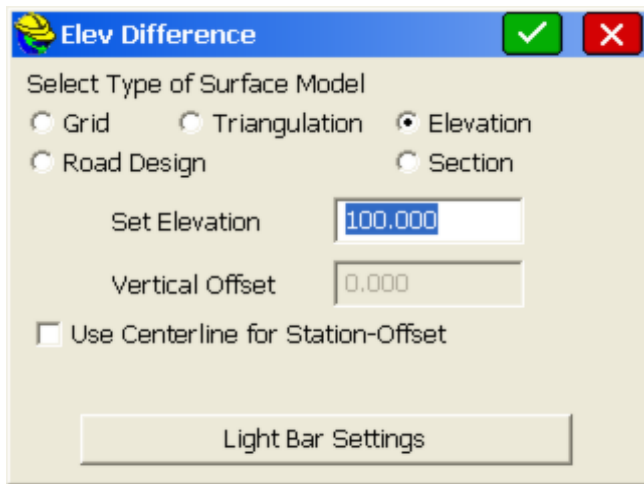 Elev Difference
Select Type of Surface Model
Grid Triangulation Elevation
Road Design Section
Set Elevation 100.000
Vertical Offset 0.000
Use Centerline for Station-Offset
Light Bar Settings